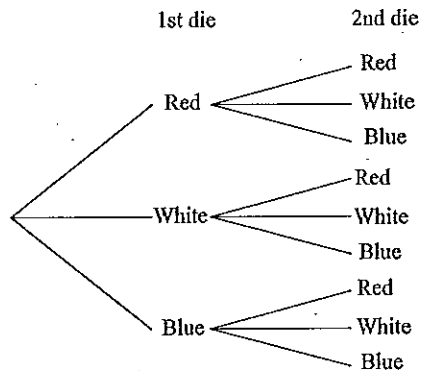 1st die 2nd die
Red
Red White
Blue
Red
White White
Blue
Red
Blue White
Blue